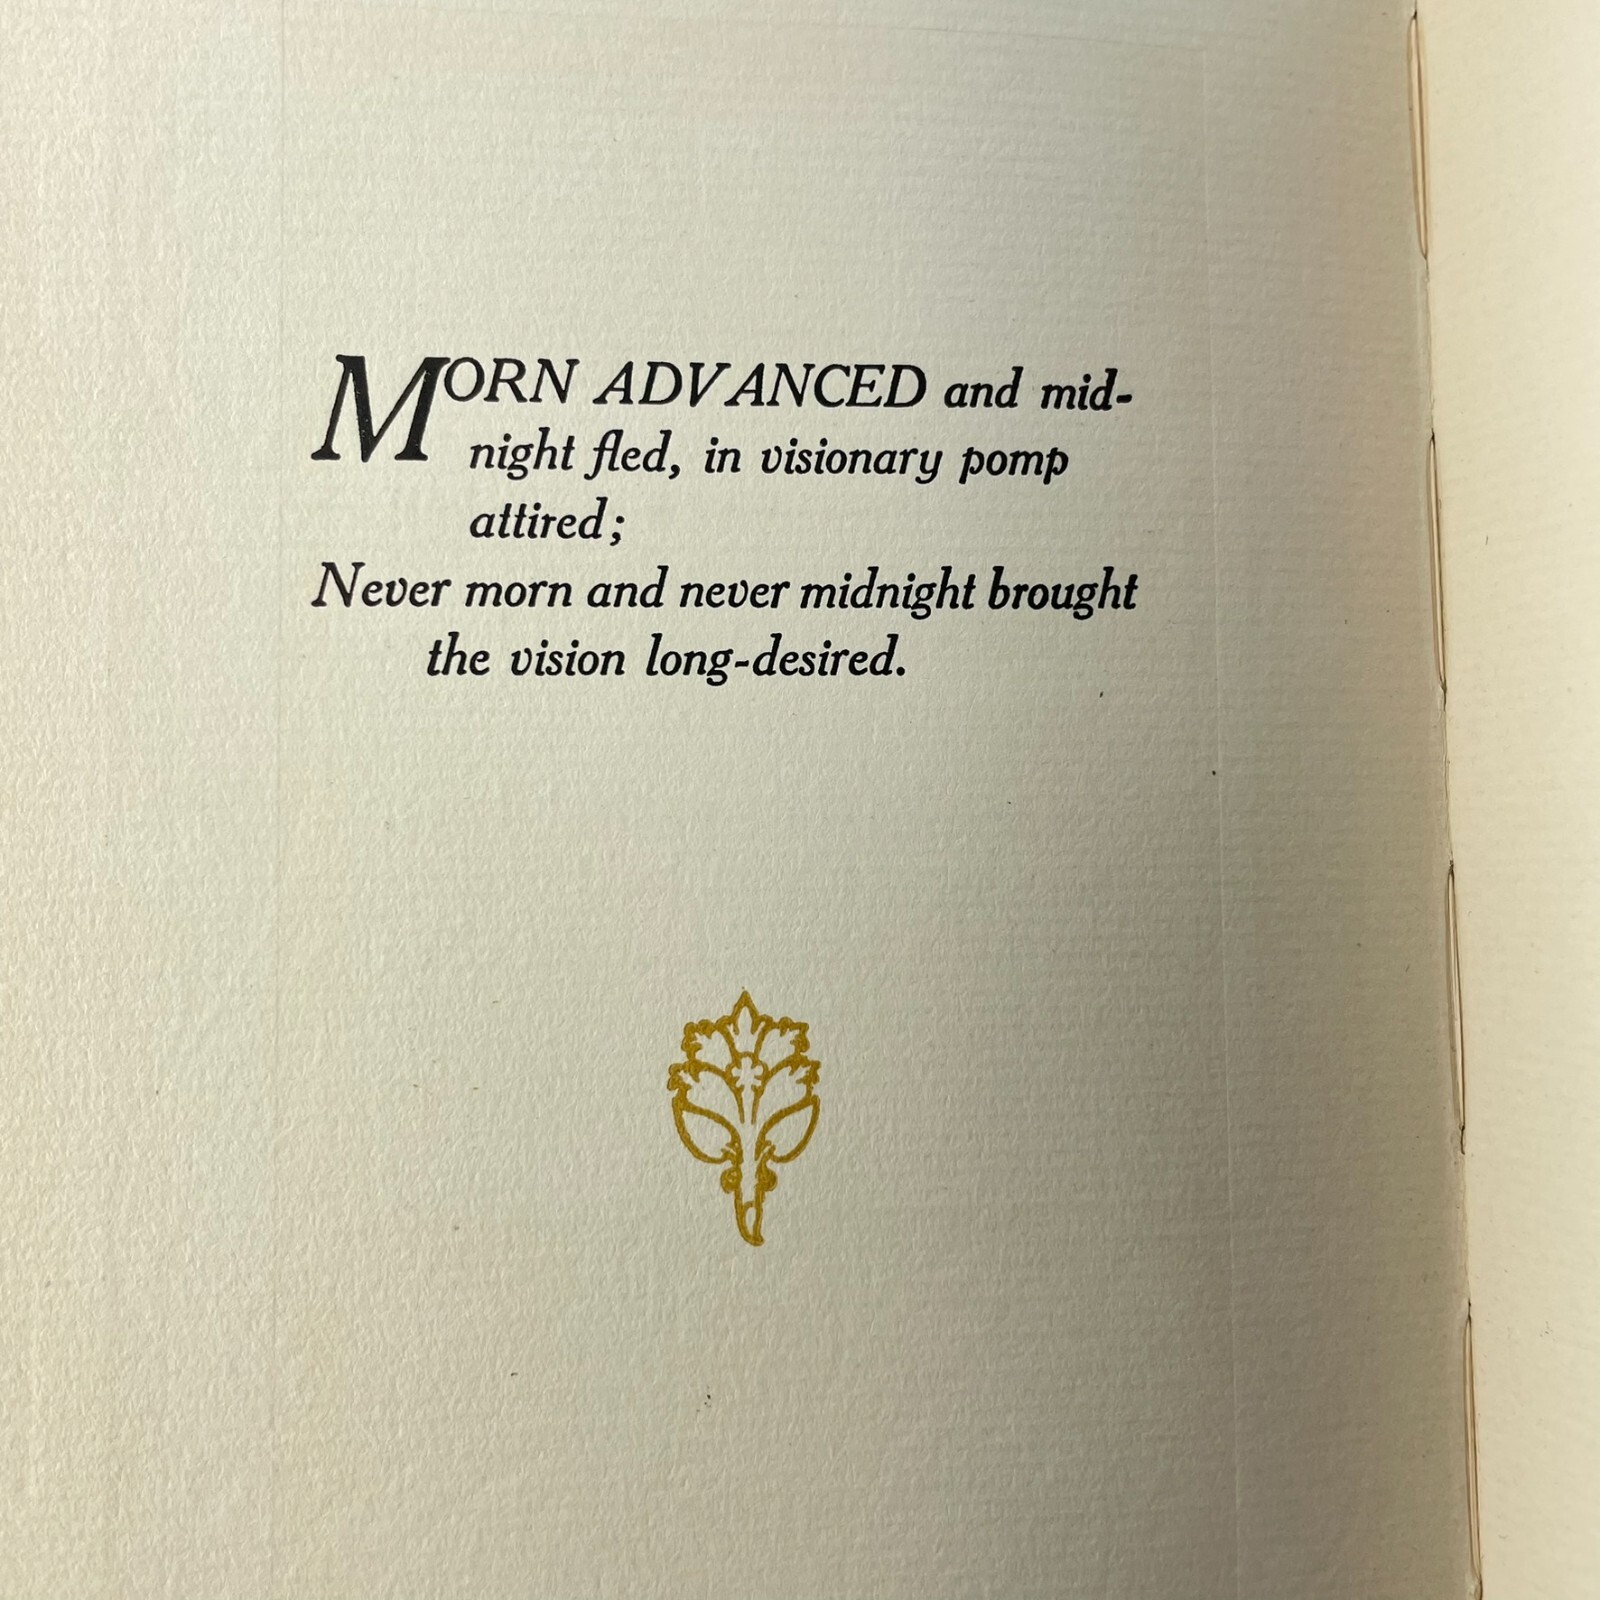 MORN ADVANCED and mid-
night fled, in visionary pomp
attired;
Never morn and never midnight brought
the vision long-desired.